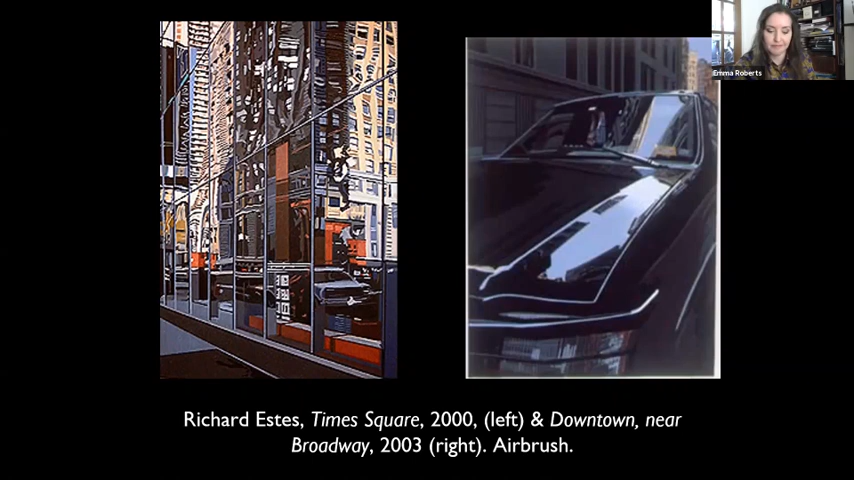 Emma Roberts
Richard Estes, Times Square, 2000, (left) & Downtown, near
Broadway, 2003 (right). Airbrush.